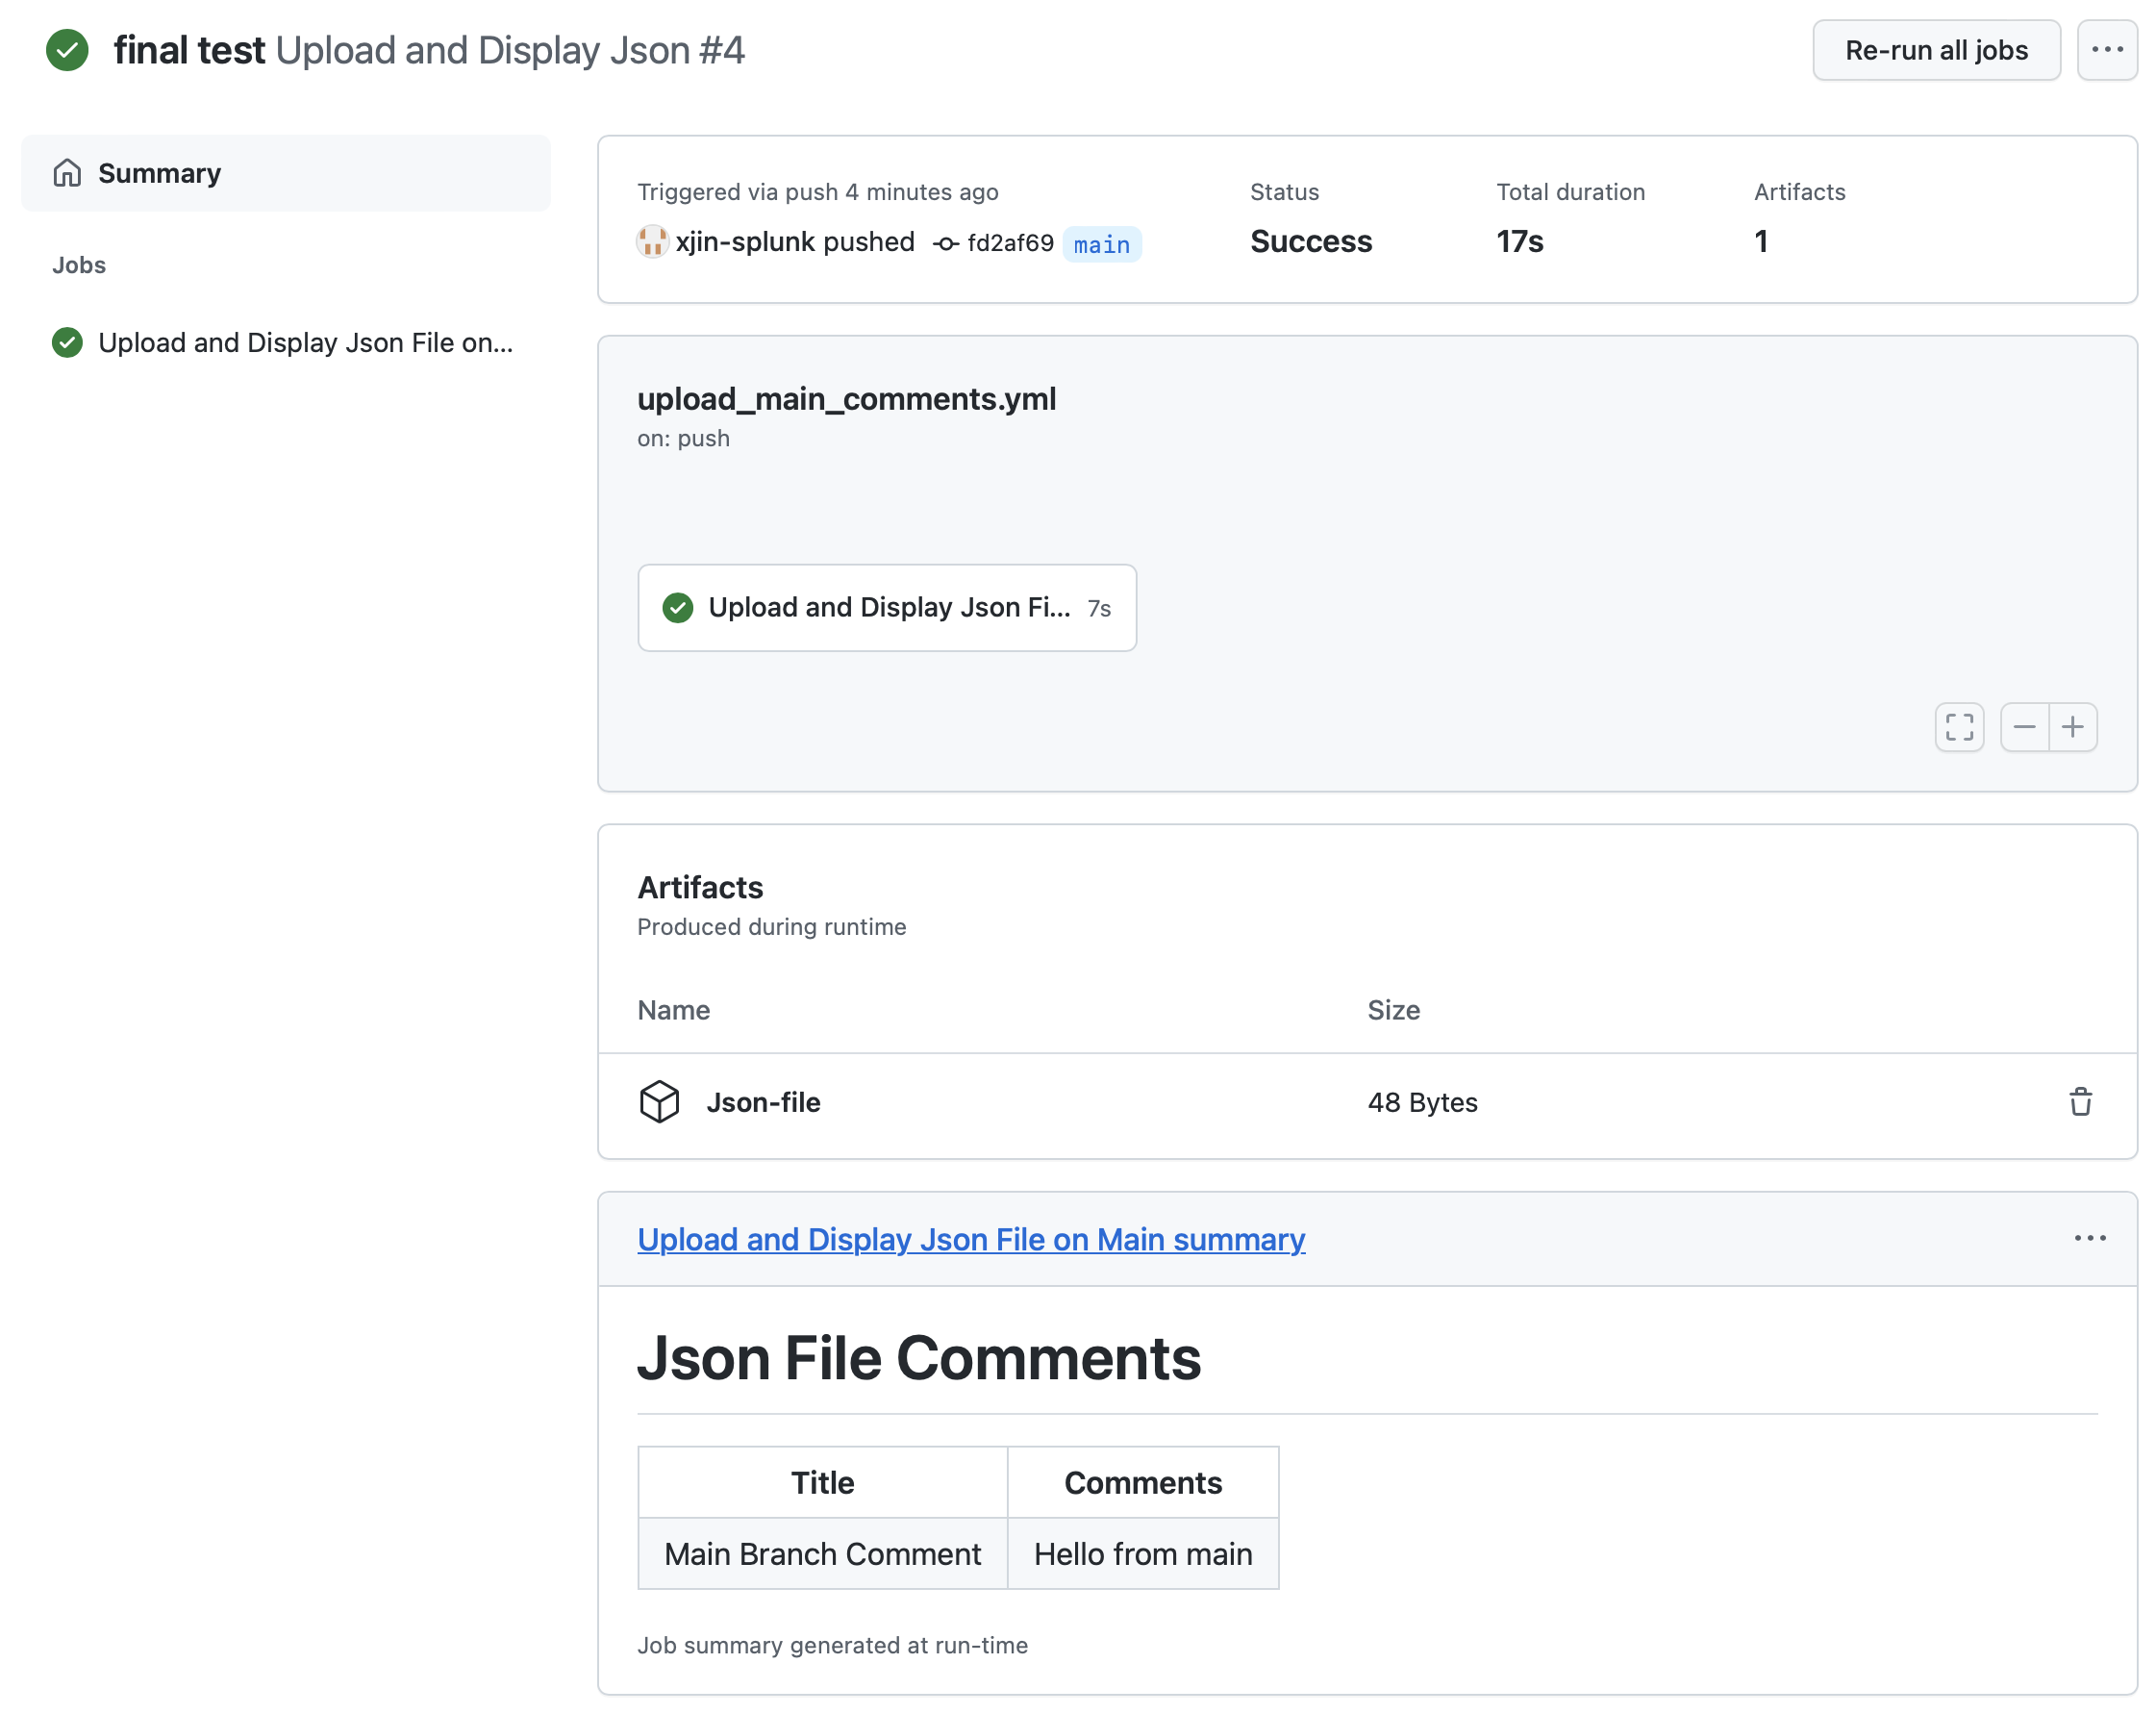 final test Upload and Display Json #4
Re-run all jobs
Summary
Jobs
Upload and Display Json File on...
Triggered via push 4 minutes ago
xjin-splunk pushed fd2af69 main
Status
Success
Total duration
17s
Artifacts
1
upload_main_comments.yml
on: push
Upload and Display Json Fi... 7s
Artifacts
Produced during runtime
Name Size
Json-file 48 Bytes
Upload and Display Json File on Main summary
Json File Comments
Title Comments
Main Branch Comment Hello from main
Job summary generated at run-time